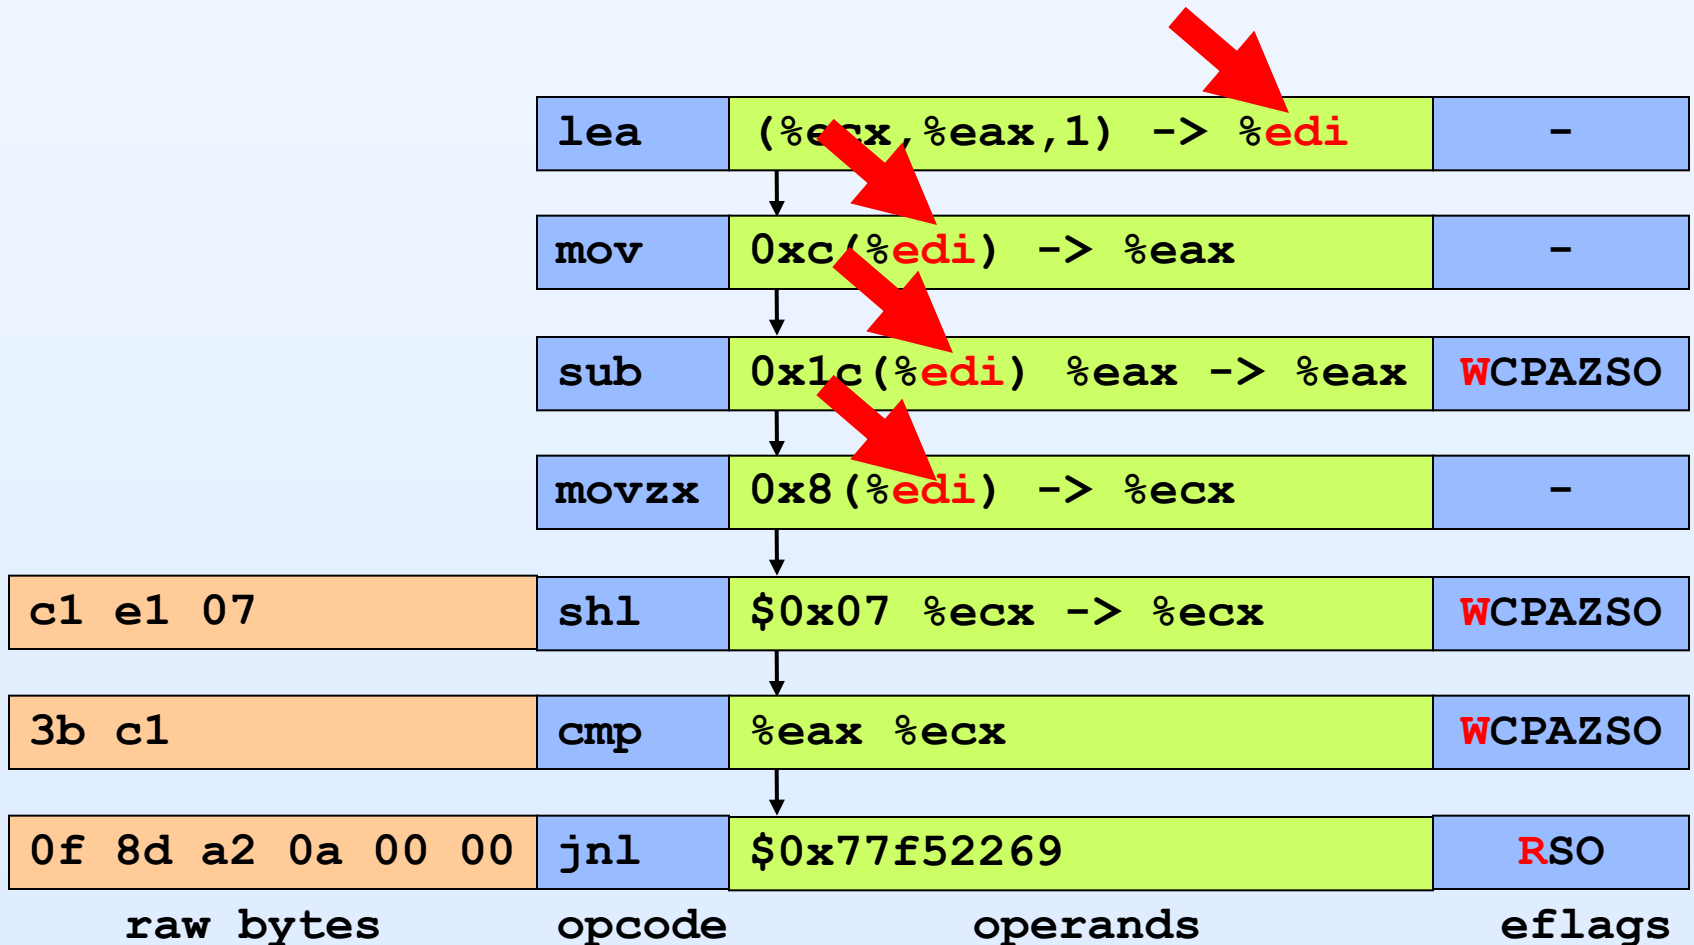 lea (%ecx,%eax,1) -> %edi -
mov 0xc(%edi) -> %eax -
sub 0x1c(%edi) %eax -> %eax WCPAZSO
movzx 0x8(%edi) -> %ecx -
c1 e1 07 shl $0x07 %ecx -> %ecx WCPAZSO
3b c1 cmp %eax %ecx WCPAZSO
0f 8d a2 0a 00 00 jnl $0x77f52269 RSO
raw bytes opcode operands eflags